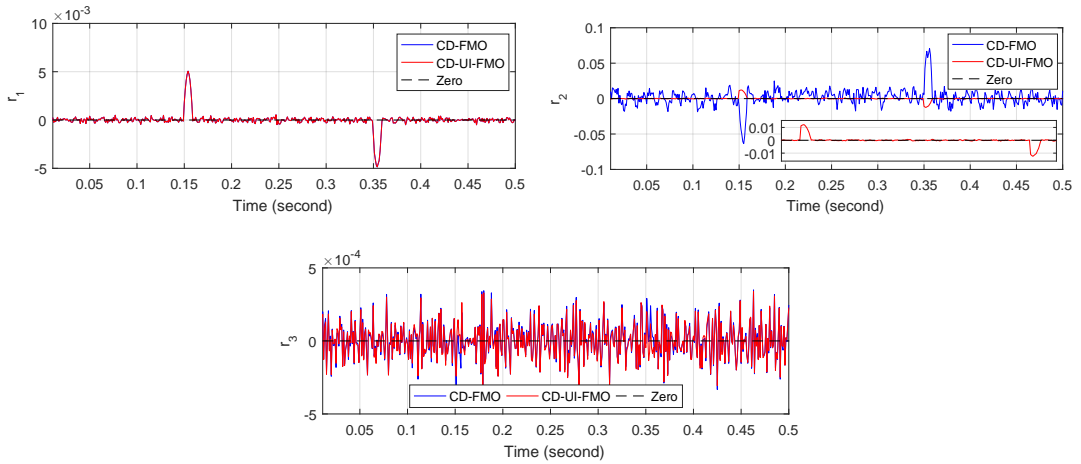 ×10⁻³
10
5
0
-5
r₁
CD-FMO
CD-UI-FMO
Zero
0.05 0.1 0.15 0.2 0.25 0.3 0.35 0.4 0.45 0.5
Time (second)
0.1
0.05
0
-0.05
-0.1
r₂
CD-FMO
CD-UI-FMO
Zero
0.01
0
-0.01
0.05 0.1 0.15 0.2 0.25 0.3 0.35 0.4 0.45 0.5
Time (second)
×10⁻⁴
5
0
-5
r₃
CD-FMO CD-UI-FMO Zero
0.05 0.1 0.15 0.2 0.25 0.3 0.35 0.4 0.45 0.5
Time (second)